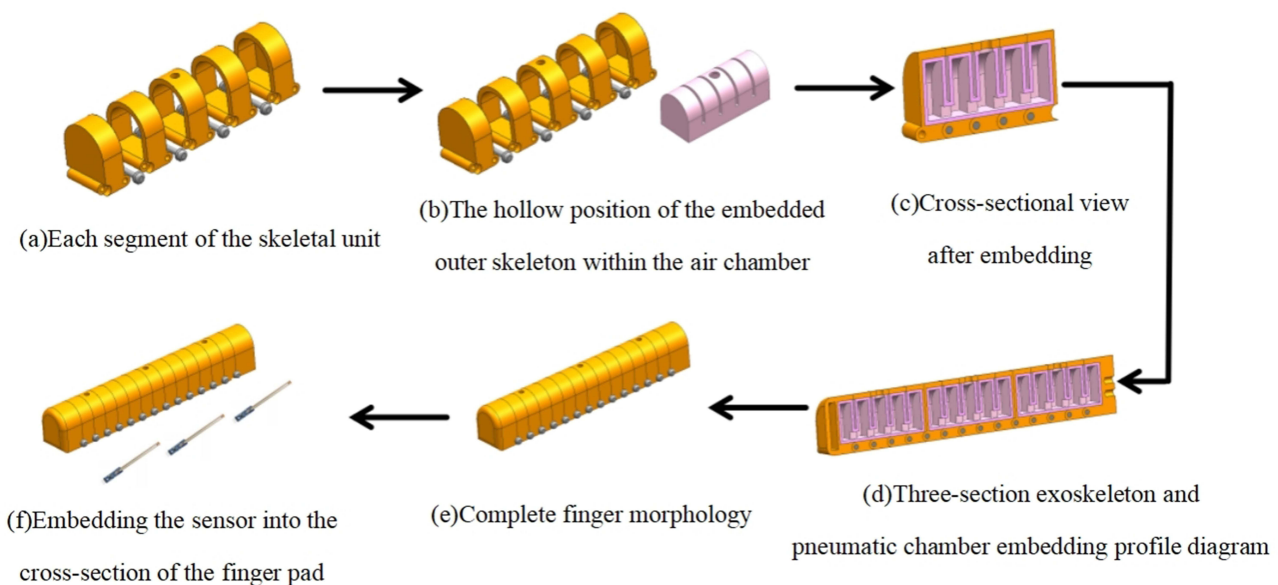 (a)Each segment of the skeletal unit
(b)The hollow position of the embedded
outer skeleton within the air chamber
(c)Cross-sectional view
after embedding
(d)Three-section exoskeleton and
pneumatic chamber embedding profile diagram
(e)Complete finger morphology
(f)Embedding the sensor into the
cross-section of the finger pad